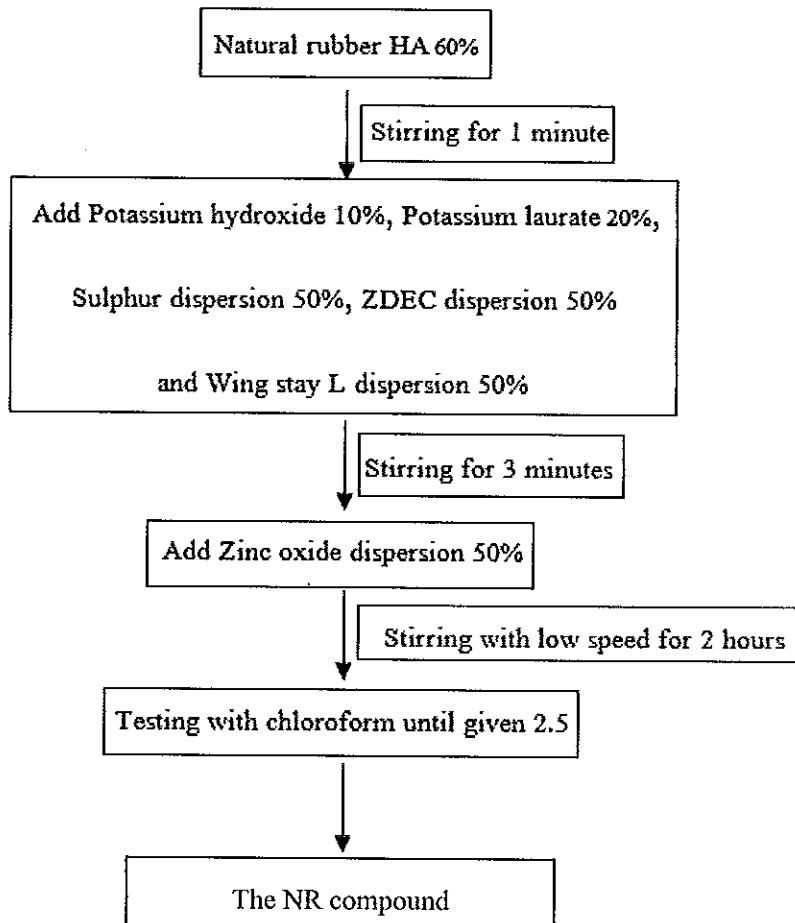 Natural rubber HA 60%
Stirring for 1 minute
Add Potassium hydroxide 10%, Potassium laurate 20%,
Sulphur dispersion 50%, ZDEC dispersion 50%
and Wing stay L dispersion 50%
Stirring for 3 minutes
Add Zinc oxide dispersion 50%
Stirring with low speed for 2 hours
Testing with chloroform until given 2.5
The NR compound